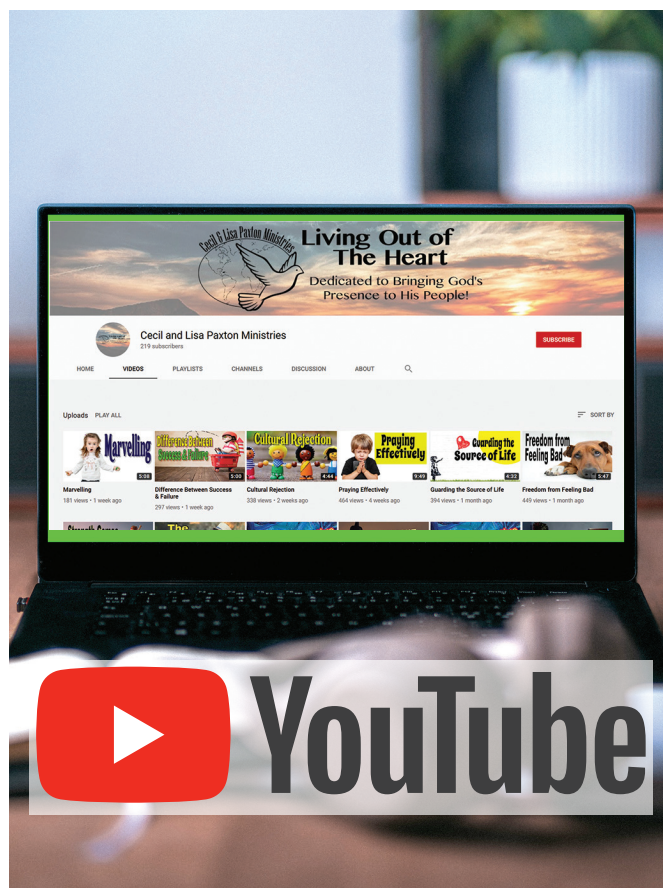 Cecil & Lisa Paxton Ministries
Living Out of
The Heart
Dedicated to Bringing God's
Presence to His People!
Cecil and Lisa Paxton Ministries
219 subscribers
SUBSCRIBE
HOME VIDEOS PLAYLISTS CHANNELS DISCUSSION ABOUT
Uploads PLAY ALL SORT BY
Marvelling
5:08
Difference Between
Success & Failure
5:00
Cultural Rejection
4:44
Praying
Effectively
9:49
Guarding the
Source of Life
4:32
Freedom from
Feeling Bad
5:47
Marvelling
181 views • 1 week ago
Difference Between Success
& Failure
297 views • 1 week ago
Cultural Rejection
338 views • 2 weeks ago
Praying Effectively
464 views • 4 weeks ago
Guarding the Source of Life
394 views • 1 month ago
Freedom from Feeling Bad
449 views • 1 month ago
The
YouTube